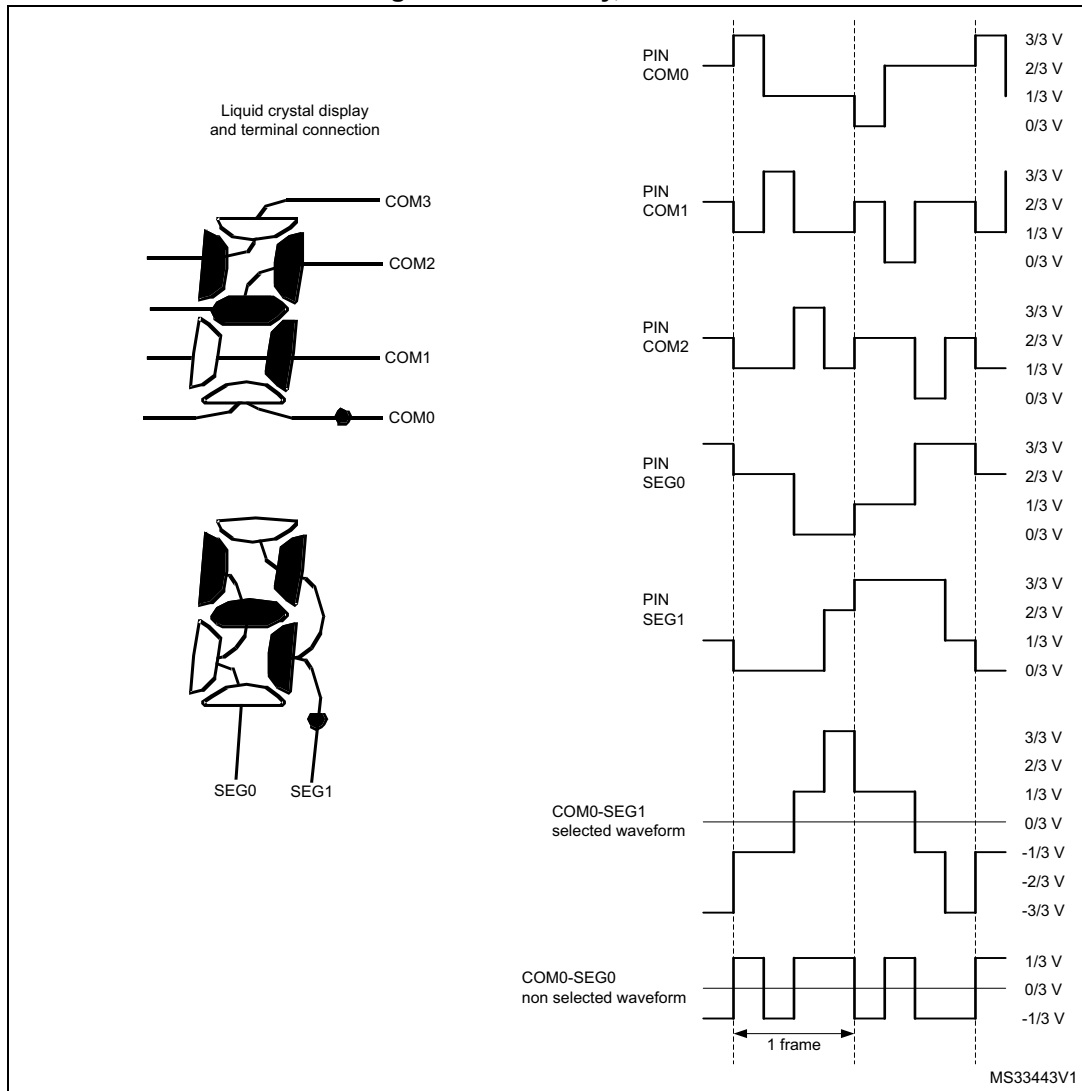 Liquid crystal display
and terminal connection
COM3
COM2
COM1
COM0
SEG0 SEG1
PIN
COM0
3/3 V
2/3 V
1/3 V
0/3 V
PIN
COM1
3/3 V
2/3 V
1/3 V
0/3 V
PIN
COM2
3/3 V
2/3 V
1/3 V
0/3 V
PIN
SEG0
3/3 V
2/3 V
1/3 V
0/3 V
PIN
SEG1
3/3 V
2/3 V
1/3 V
0/3 V
COM0-SEG1
selected waveform
3/3 V
2/3 V
1/3 V
0/3 V
-1/3 V
-2/3 V
-3/3 V
COM0-SEG0
non selected waveform
1/3 V
0/3 V
-1/3 V
1 frame
MS33443V1